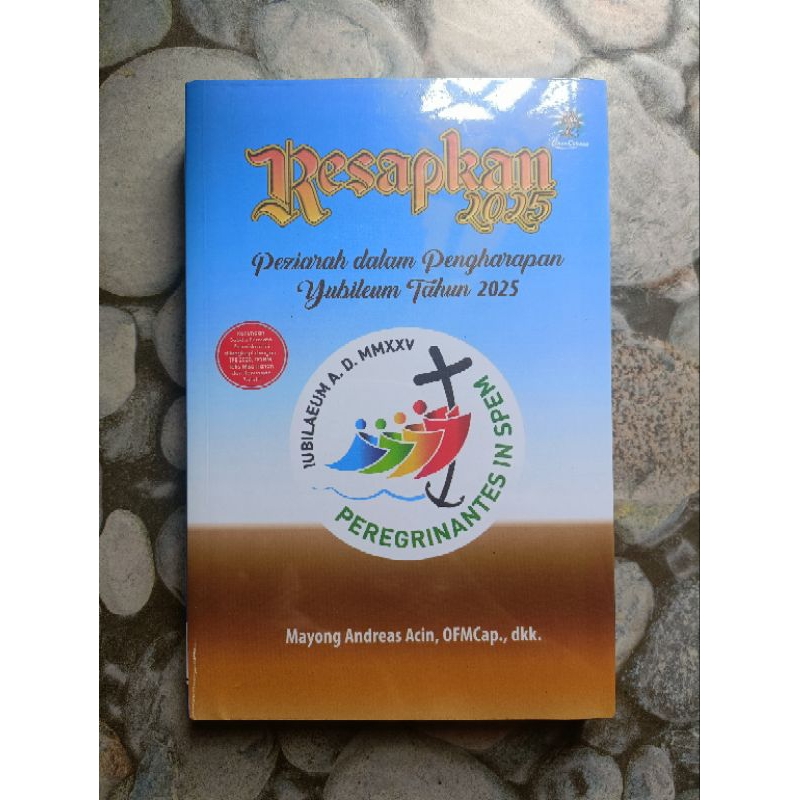 Resapkan
2025
Peziarah dalam Pengharapan
Yubileum Tahun 2025
IUBILAEUM A. D. MMXXV
PEREGRINANTES IN SPEM
Mayong Andreas Acin, OFMCap., dkk.